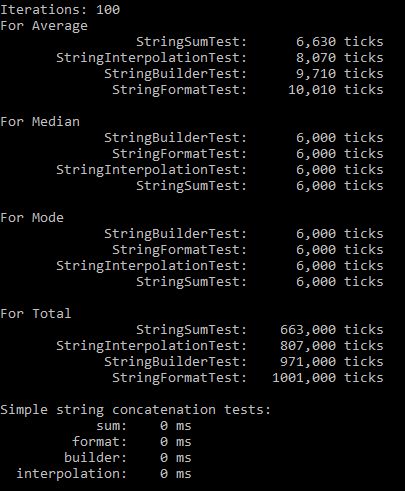 Iterations: 100
For Average
StringSumTest: 6,630 ticks
StringInterpolationTest: 8,070 ticks
StringBuilderTest: 9,710 ticks
StringFormatTest: 10,010 ticks
For Median
StringBuilderTest: 6,000 ticks
StringFormatTest: 6,000 ticks
StringInterpolationTest: 6,000 ticks
StringSumTest: 6,000 ticks
For Mode
StringBuilderTest: 6,000 ticks
StringFormatTest: 6,000 ticks
StringInterpolationTest: 6,000 ticks
StringSumTest: 6,000 ticks
For Total
StringSumTest: 663,000 ticks
StringInterpolationTest: 807,000 ticks
StringBuilderTest: 971,000 ticks
StringFormatTest: 1001,000 ticks
Simple string concatenation tests:
sum: 0 ms
format: 0 ms
builder: 0 ms
interpolation: 0 ms